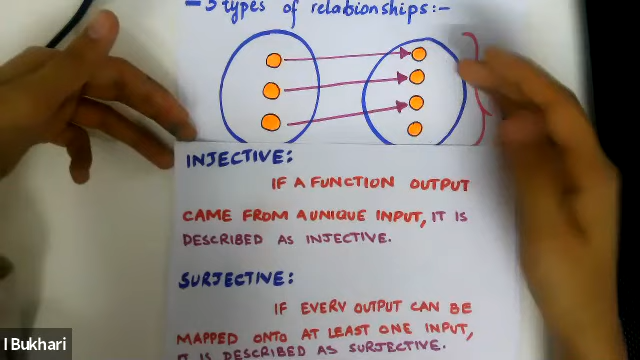 - 3 types of relationships:-
INJECTIVE:
IF A FUNCTION OUTPUT
CAME FROM A UNIQUE INPUT, IT IS
DESCRIBED AS INJECTIVE.
SURJECTIVE:
IF EVERY OUTPUT CAN BE
MAPPED ONTO AT LEAST ONE INPUT,
IT IS DESCRIBED AS SURJECTIVE.
I Bukhari